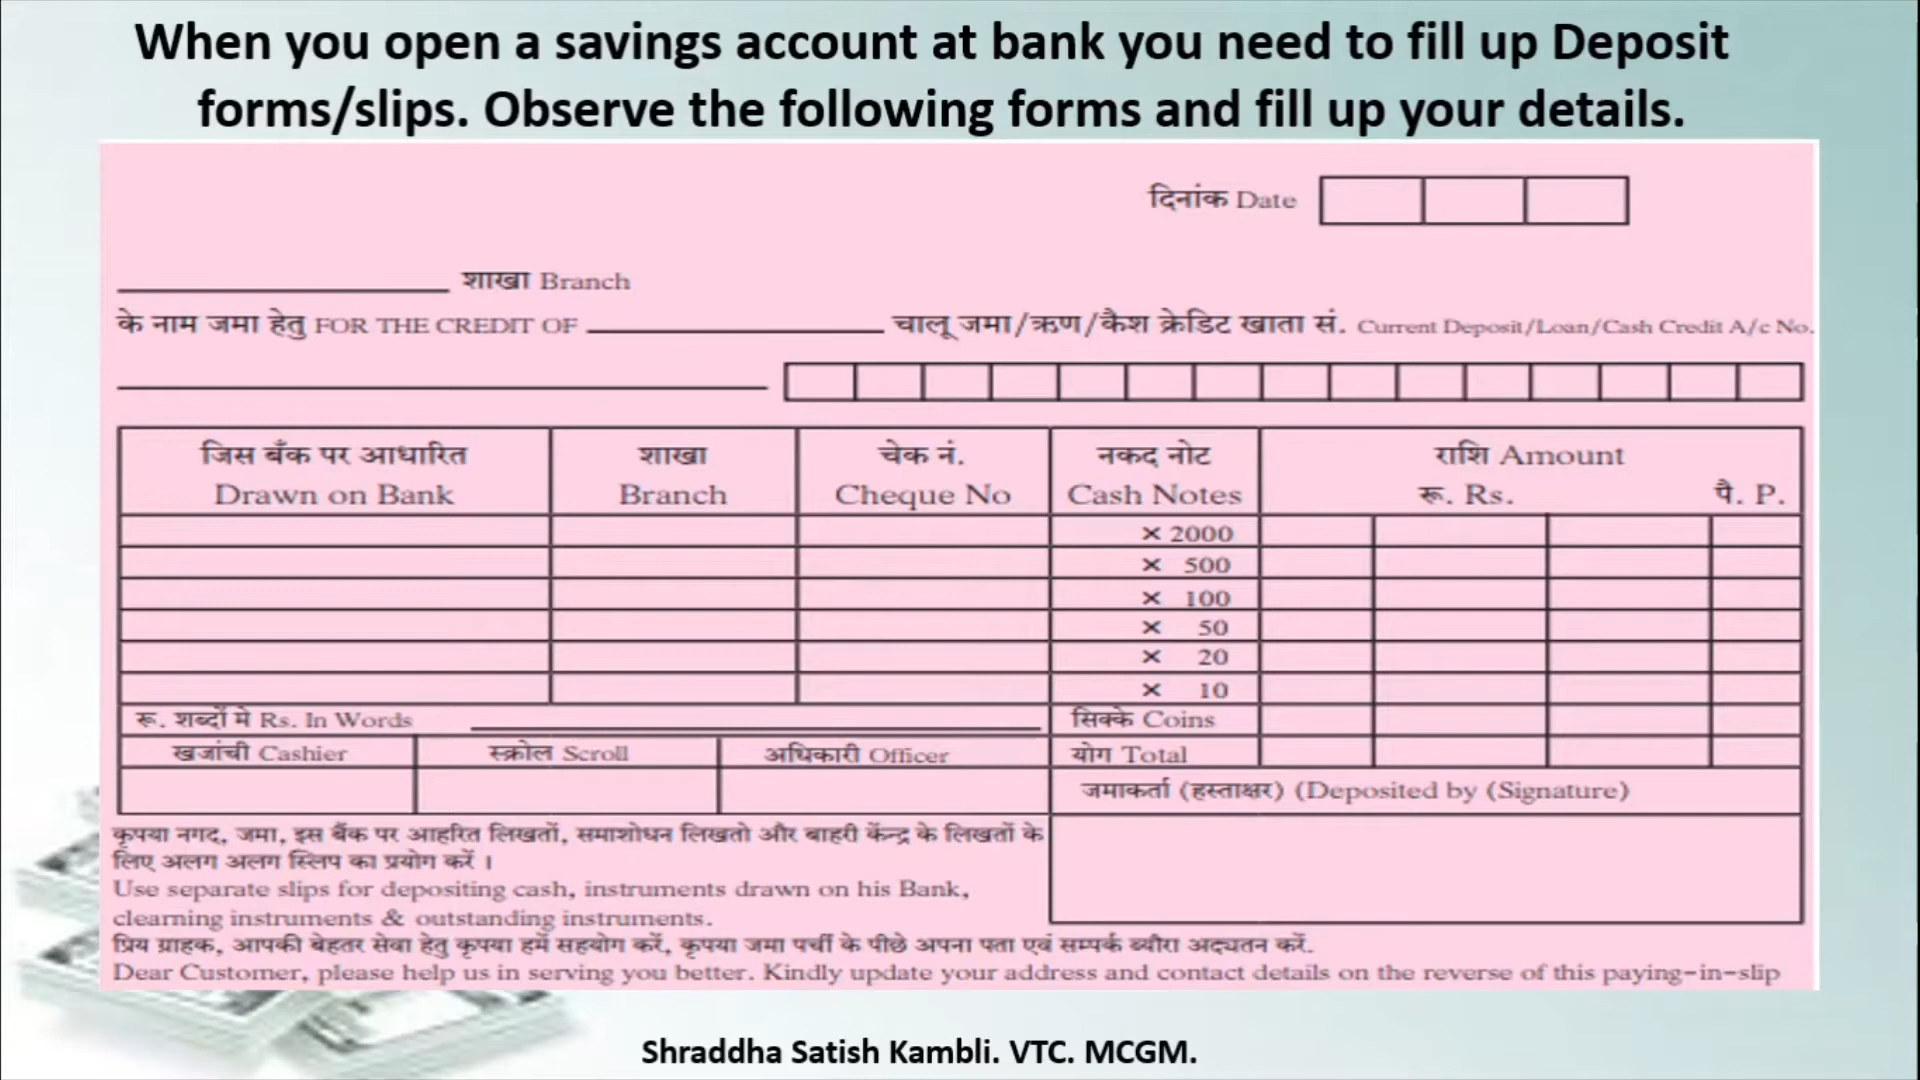 When you open a savings account at bank you need to fill up Deposit
forms/slips. Observe the following forms and fill up your details.
दिनांक Date
शाखा Branch
के नाम जमा हेतु FOR THE CREDIT OF चालू जमा/ऋण/कैश क्रेडिट खाता सं. Current Deposit/Loan/Cash Credit A/c No.
जिस बँक पर आधारित शाखा चेक नं. नकद नोट राशि Amount
Drawn on Bank Branch Cheque No Cash Notes रू. Rs. पै. P.
× 2000
× 500
× 100
× 50
× 20
× 10
रू. शब्दों मे Rs. In Words सिक्के Coins
खजांची Cashier स्क्रोल Scroll अधिकारी Officer योग Total
जमाकर्ता (हस्ताक्षर) (Deposited by (Signature)
कृपया नगद, जमा, इस बैंक पर आहरित लिखतों, समाशोधन लिखतो और बाहरी केंन्द्र के लिखतों के
लिए अलग अलग स्लिप का प्रयोग करें ।
Use separate slips for depositing cash, instruments drawn on his Bank,
clearning instruments & outstanding instruments.
प्रिय ग्राहक, आपकी बेहतर सेवा हेतु कृपया हमें सहयोग करें, कृपया जमा पर्ची के पीछे अपना पता एवं सम्पर्क ब्यौरा अद्यतन करें.
Dear Customer, please help us in serving you better. Kindly update your address and contact details on the reverse of this paying-in-slip
Shraddha Satish Kambli. VTC. MCGM.